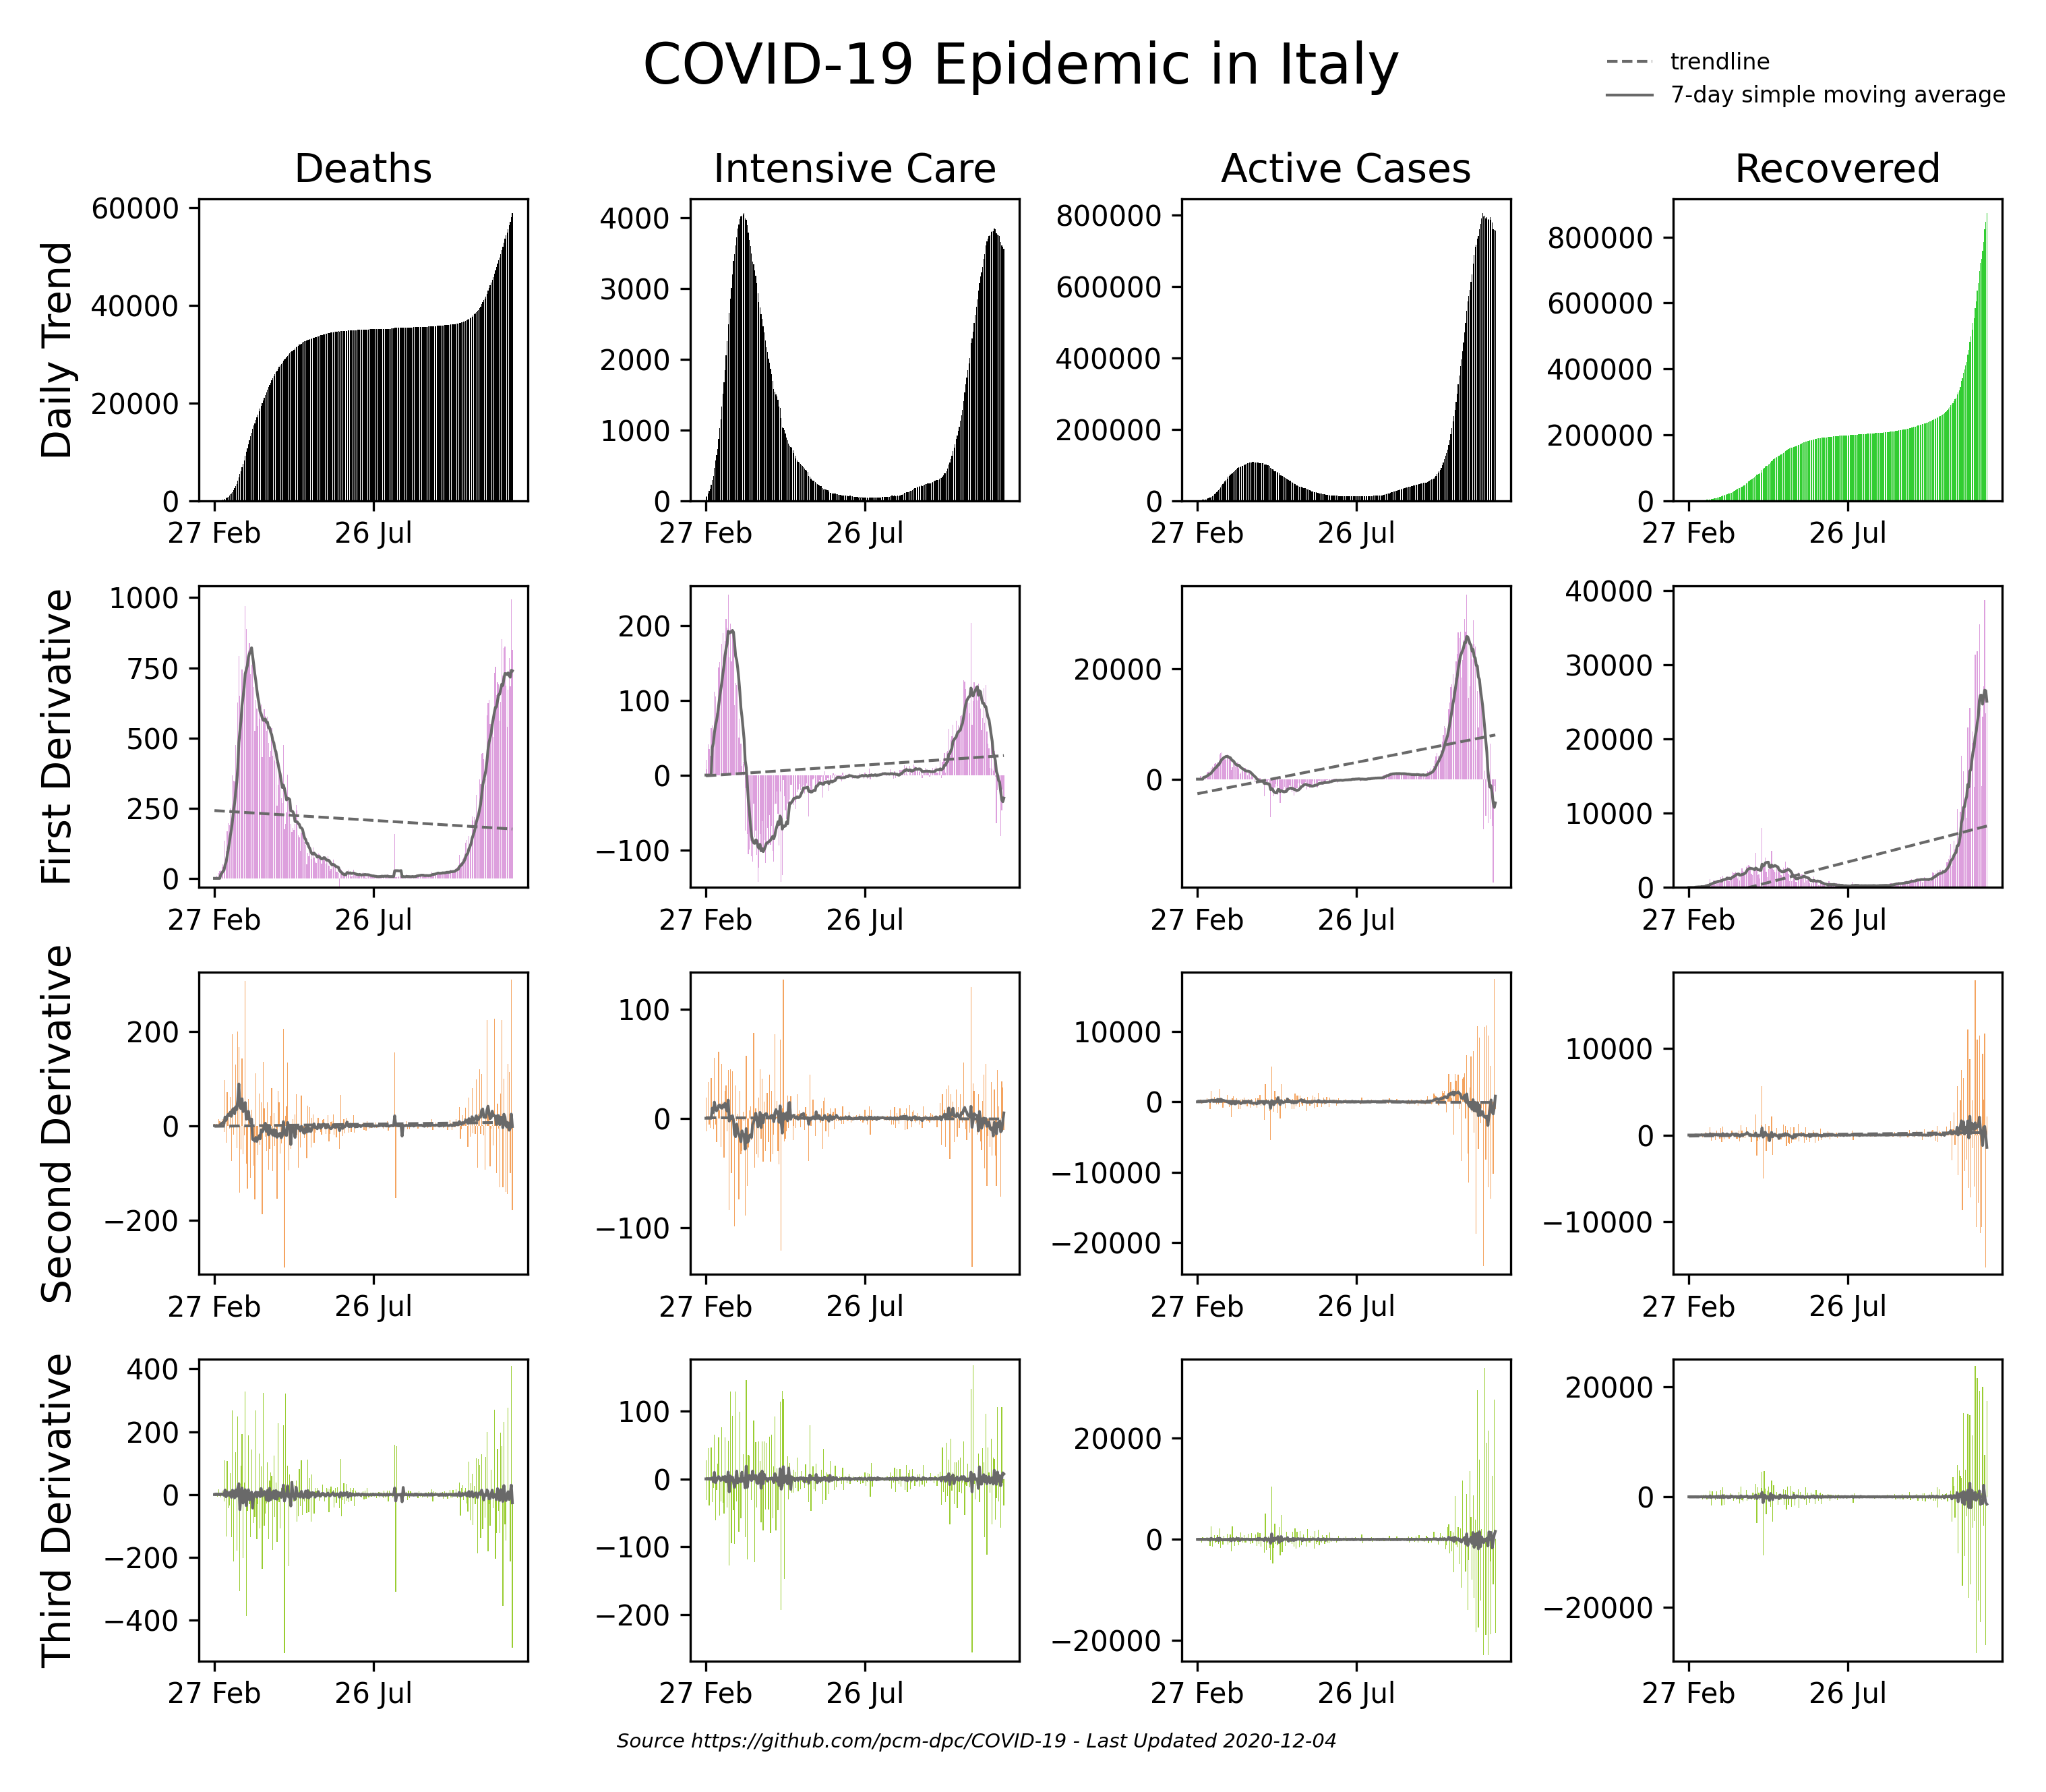 COVID-19 Epidemic in Italy
trendline
7-day simple moving average
Deaths
Intensive Care
Active Cases
Recovered
Daily Trend
60000
40000
20000
0
27 Feb
26 Jul
4000
3000
2000
1000
0
27 Feb
26 Jul
800000
600000
400000
200000
0
27 Feb
26 Jul
800000
600000
400000
200000
0
27 Feb
26 Jul
First Derivative
1000
750
500
250
0
27 Feb
26 Jul
200
100
0
−100
27 Feb
26 Jul
20000
0
27 Feb
26 Jul
40000
30000
20000
10000
0
27 Feb
26 Jul
Second Derivative
200
0
−200
27 Feb
26 Jul
100
0
−100
27 Feb
26 Jul
10000
0
−10000
−20000
27 Feb
26 Jul
10000
0
−10000
27 Feb
26 Jul
Third Derivative
400
200
0
−200
−400
27 Feb
26 Jul
100
0
−100
−200
27 Feb
26 Jul
20000
0
−20000
27 Feb
26 Jul
20000
0
−20000
27 Feb
26 Jul
Source https://github.com/pcm-dpc/COVID-19 - Last Updated 2020-12-04